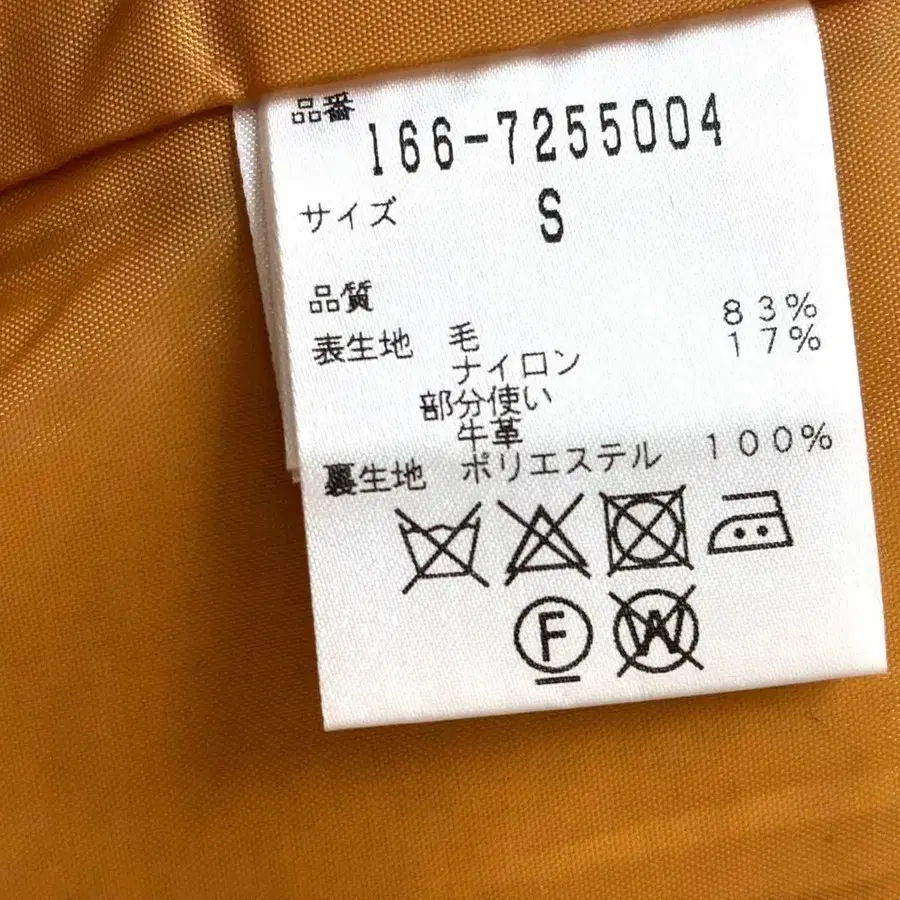 品番
166-7255004
サイズ S
品質
表生地 毛 83%
ナイロン 17%
部分使い
牛革
裏生地 ポリエステル 100%
F W